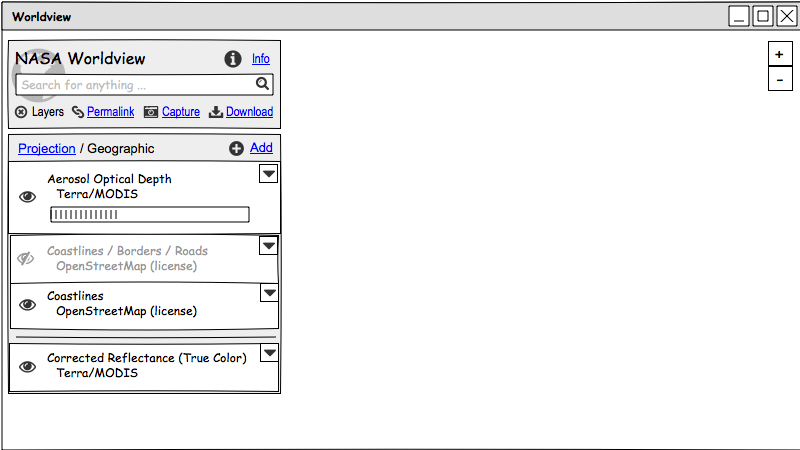 Worldview
NASA Worldview
Info
Search for anything ...
Layers Permalink Capture Download
Projection / Geographic
Add
Aerosol Optical Depth
Terra/MODIS
Coastlines / Borders / Roads
OpenStreetMap (license)
Coastlines
OpenStreetMap (license)
Corrected Reflectance (True Color)
Terra/MODIS
+
-